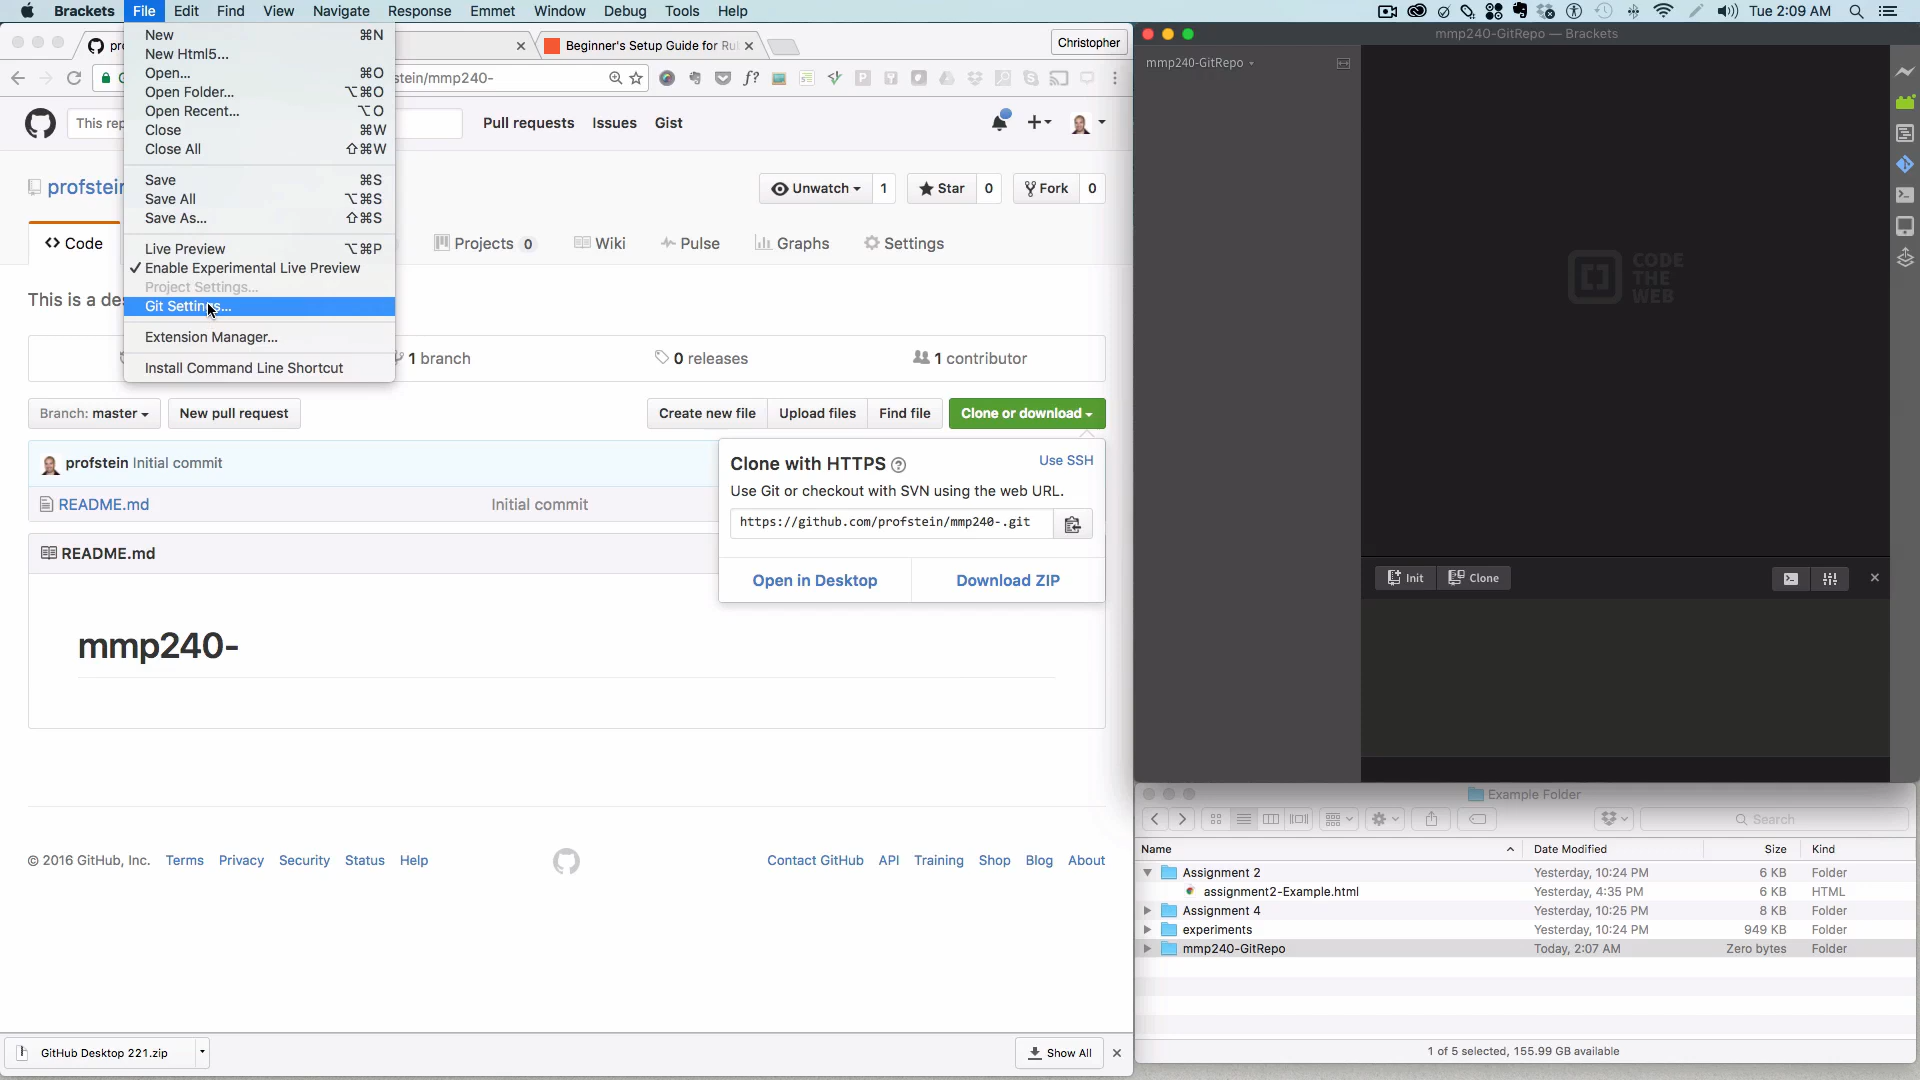 Brackets File Edit Find View Navigate Response Emmet Window Debug Tools Help
Tue 2:09 AM
New ⌘N
New Html5...
Open... ⌘O
Open Folder... ⌥⌘O
Open Recent... ⌥O
Close ⌘W
Close All ⇧⌘W
Save ⌘S
Save All ⌥⌘S
Save As... ⇧⌘S
Live Preview ⌥⌘P
✓ Enable Experimental Live Preview
Project Settings...
Git Settings...
Extension Manager...
Install Command Line Shortcut
Beginner's Setup Guide for Ru
Christopher
stein/mmp240-
This rep
Pull requests Issues Gist
profstein
Unwatch 1
Star 0
Fork 0
Code
Projects 0
Wiki
Pulse
Graphs
Settings
This is a des
1 branch
0 releases
1 contributor
Branch: master
New pull request
Create new file
Upload files
Find file
Clone or download
profstein Initial commit
README.md Initial commit
README.md
Clone with HTTPS
Use SSH
Use Git or checkout with SVN using the web URL.
https://github.com/profstein/mmp240-.git
Open in Desktop
Download ZIP
mmp240-
© 2016 GitHub, Inc. Terms Privacy Security Status Help
Contact GitHub API Training Shop Blog About
GitHub Desktop 221.zip
Show All
mmp240-GitRepo — Brackets
mmp240-GitRepo
CODE
THE
WEB
Init Clone
Example Folder
Search
Name Date Modified Size Kind
Assignment 2 Yesterday, 10:24 PM 6 KB Folder
assignment2-Example.html Yesterday, 4:35 PM 6 KB HTML
Assignment 4 Yesterday, 10:25 PM 8 KB Folder
experiments Yesterday, 10:24 PM 949 KB Folder
mmp240-GitRepo Today, 2:07 AM Zero bytes Folder
1 of 5 selected, 155.99 GB available